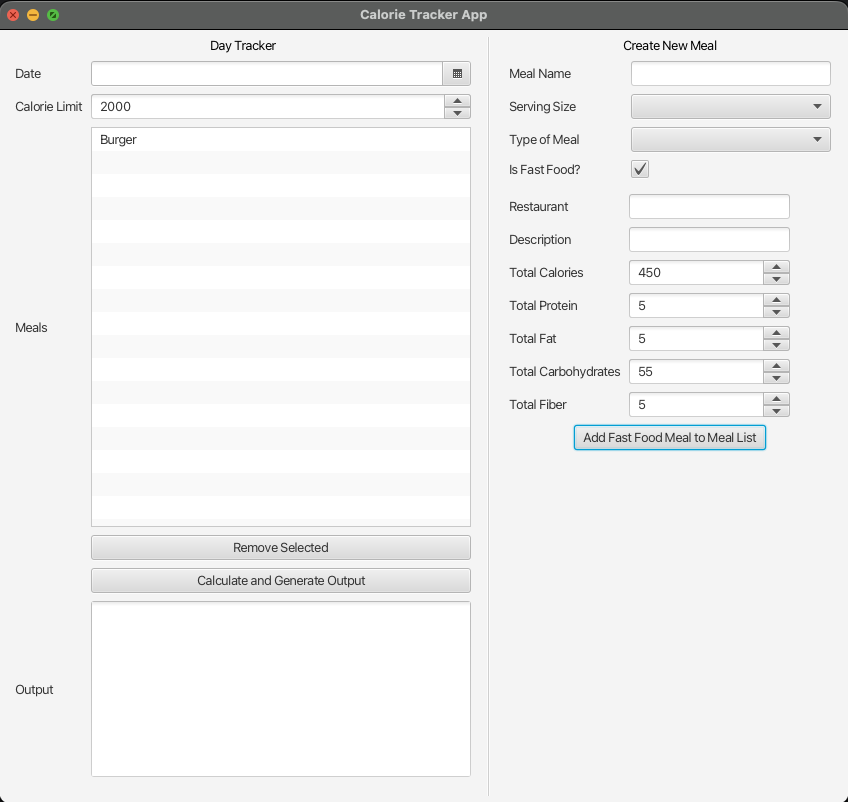 Calorie Tracker App
Day Tracker
Date
Calorie Limit 2000
Burger
Meals
Remove Selected
Calculate and Generate Output
Output
Create New Meal
Meal Name
Serving Size
Type of Meal
Is Fast Food?
Restaurant
Description
Total Calories 450
Total Protein 5
Total Fat 5
Total Carbohydrates 55
Total Fiber 5
Add Fast Food Meal to Meal List